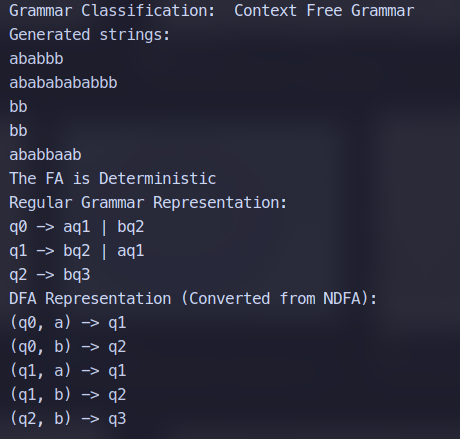 Grammar Classification:  Context Free Grammar
Generated strings:
ababbb
abababababbb
bb
bb
ababbaab
The FA is Deterministic
Regular Grammar Representation:
q0 -> aq1 | bq2
q1 -> bq2 | aq1
q2 -> bq3
DFA Representation (Converted from NDFA):
(q0, a) -> q1
(q0, b) -> q2
(q1, a) -> q1
(q1, b) -> q2
(q2, b) -> q3